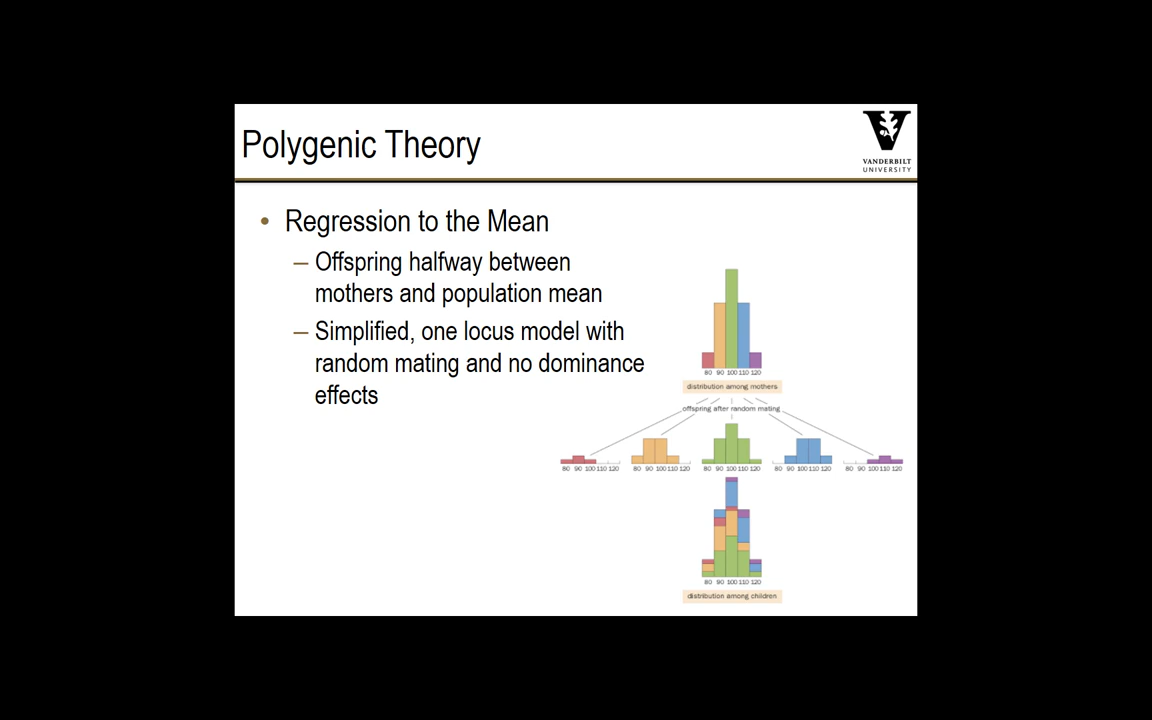 Polygenic Theory
VANDERBILT
UNIVERSITY
• Regression to the Mean
– Offspring halfway between
mothers and population mean
– Simplified, one locus model with
random mating and no dominance
effects
80 90 100 110 120
distribution among mothers
offspring after random mating
80 90 100 110 120
80 90 100 110 120
80 90 100 110 120
80 90 100 110 120
80 90 100 110 120
80 90 100 110 120
distribution among children